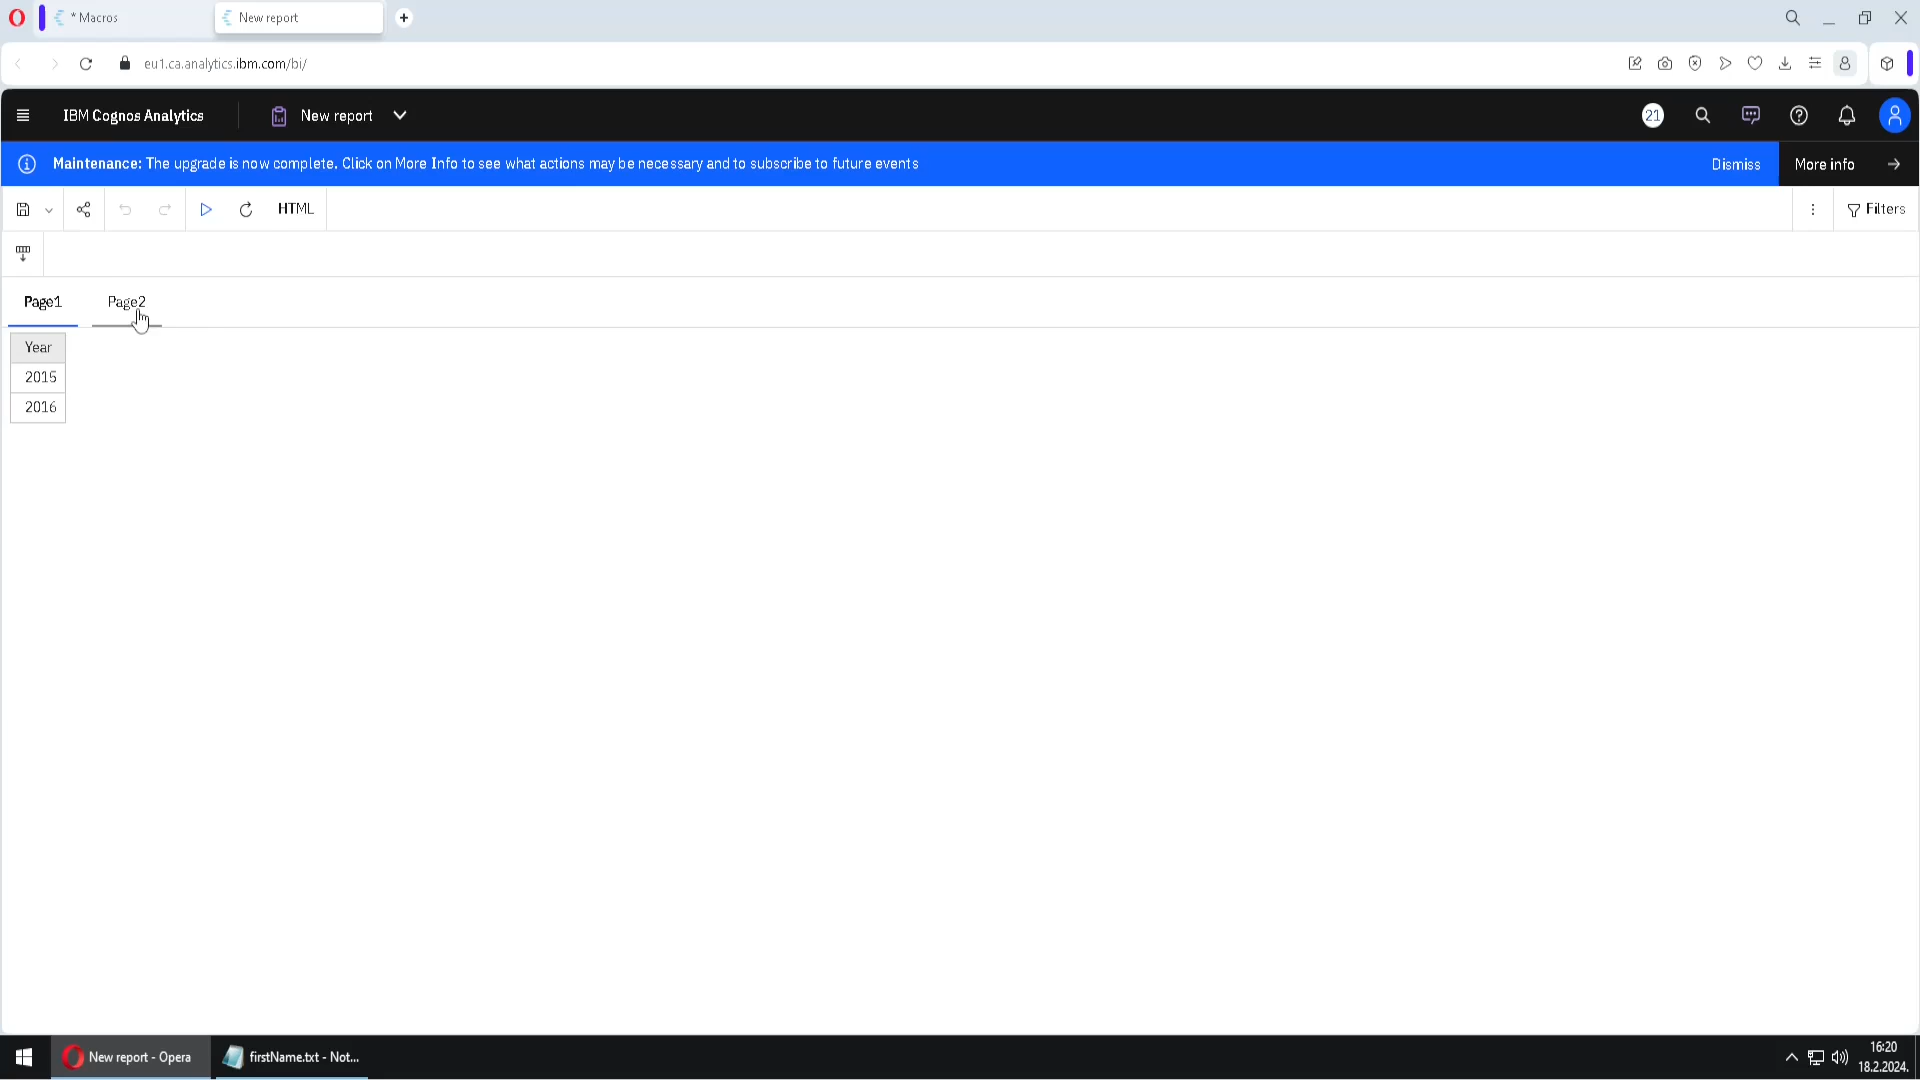 * Macros
New report
eu1.ca.analytics.ibm.com/bi/
IBM Cognos Analytics
New report
21
Maintenance: The upgrade is now complete. Click on More Info to see what actions may be necessary and to subscribe to future events
Dismiss
More info
HTML
Filters
Page1
Page2
Year
2015
2016
New report - Opera
firstName.txt - Not...
16:20
18.2.2024.